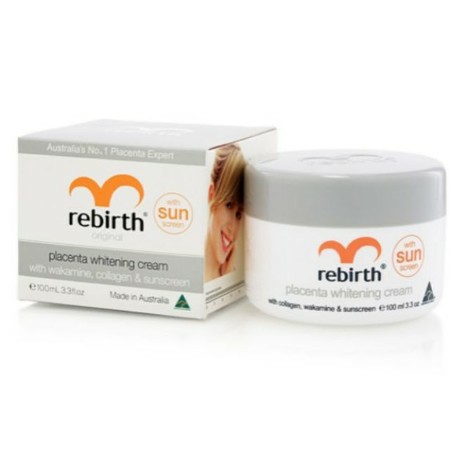 Australia's No. 1 Placenta Expert
rebirth®
original
with
sun
screen
placenta whitening cream
with wakamine, collagen & sunscreen
℮100mL 3.3fl oz
Made in Australia
rebirth®
with
sun
screen
placenta whitening cream
with collagen, wakamine & sunscreen ℮100 ml 3.3 oz